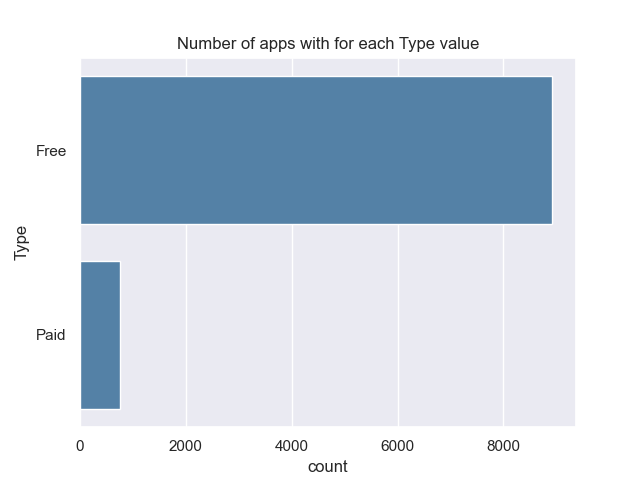 Number of apps with for each Type value
Free
Paid
Type
0 2000 4000 6000 8000
count